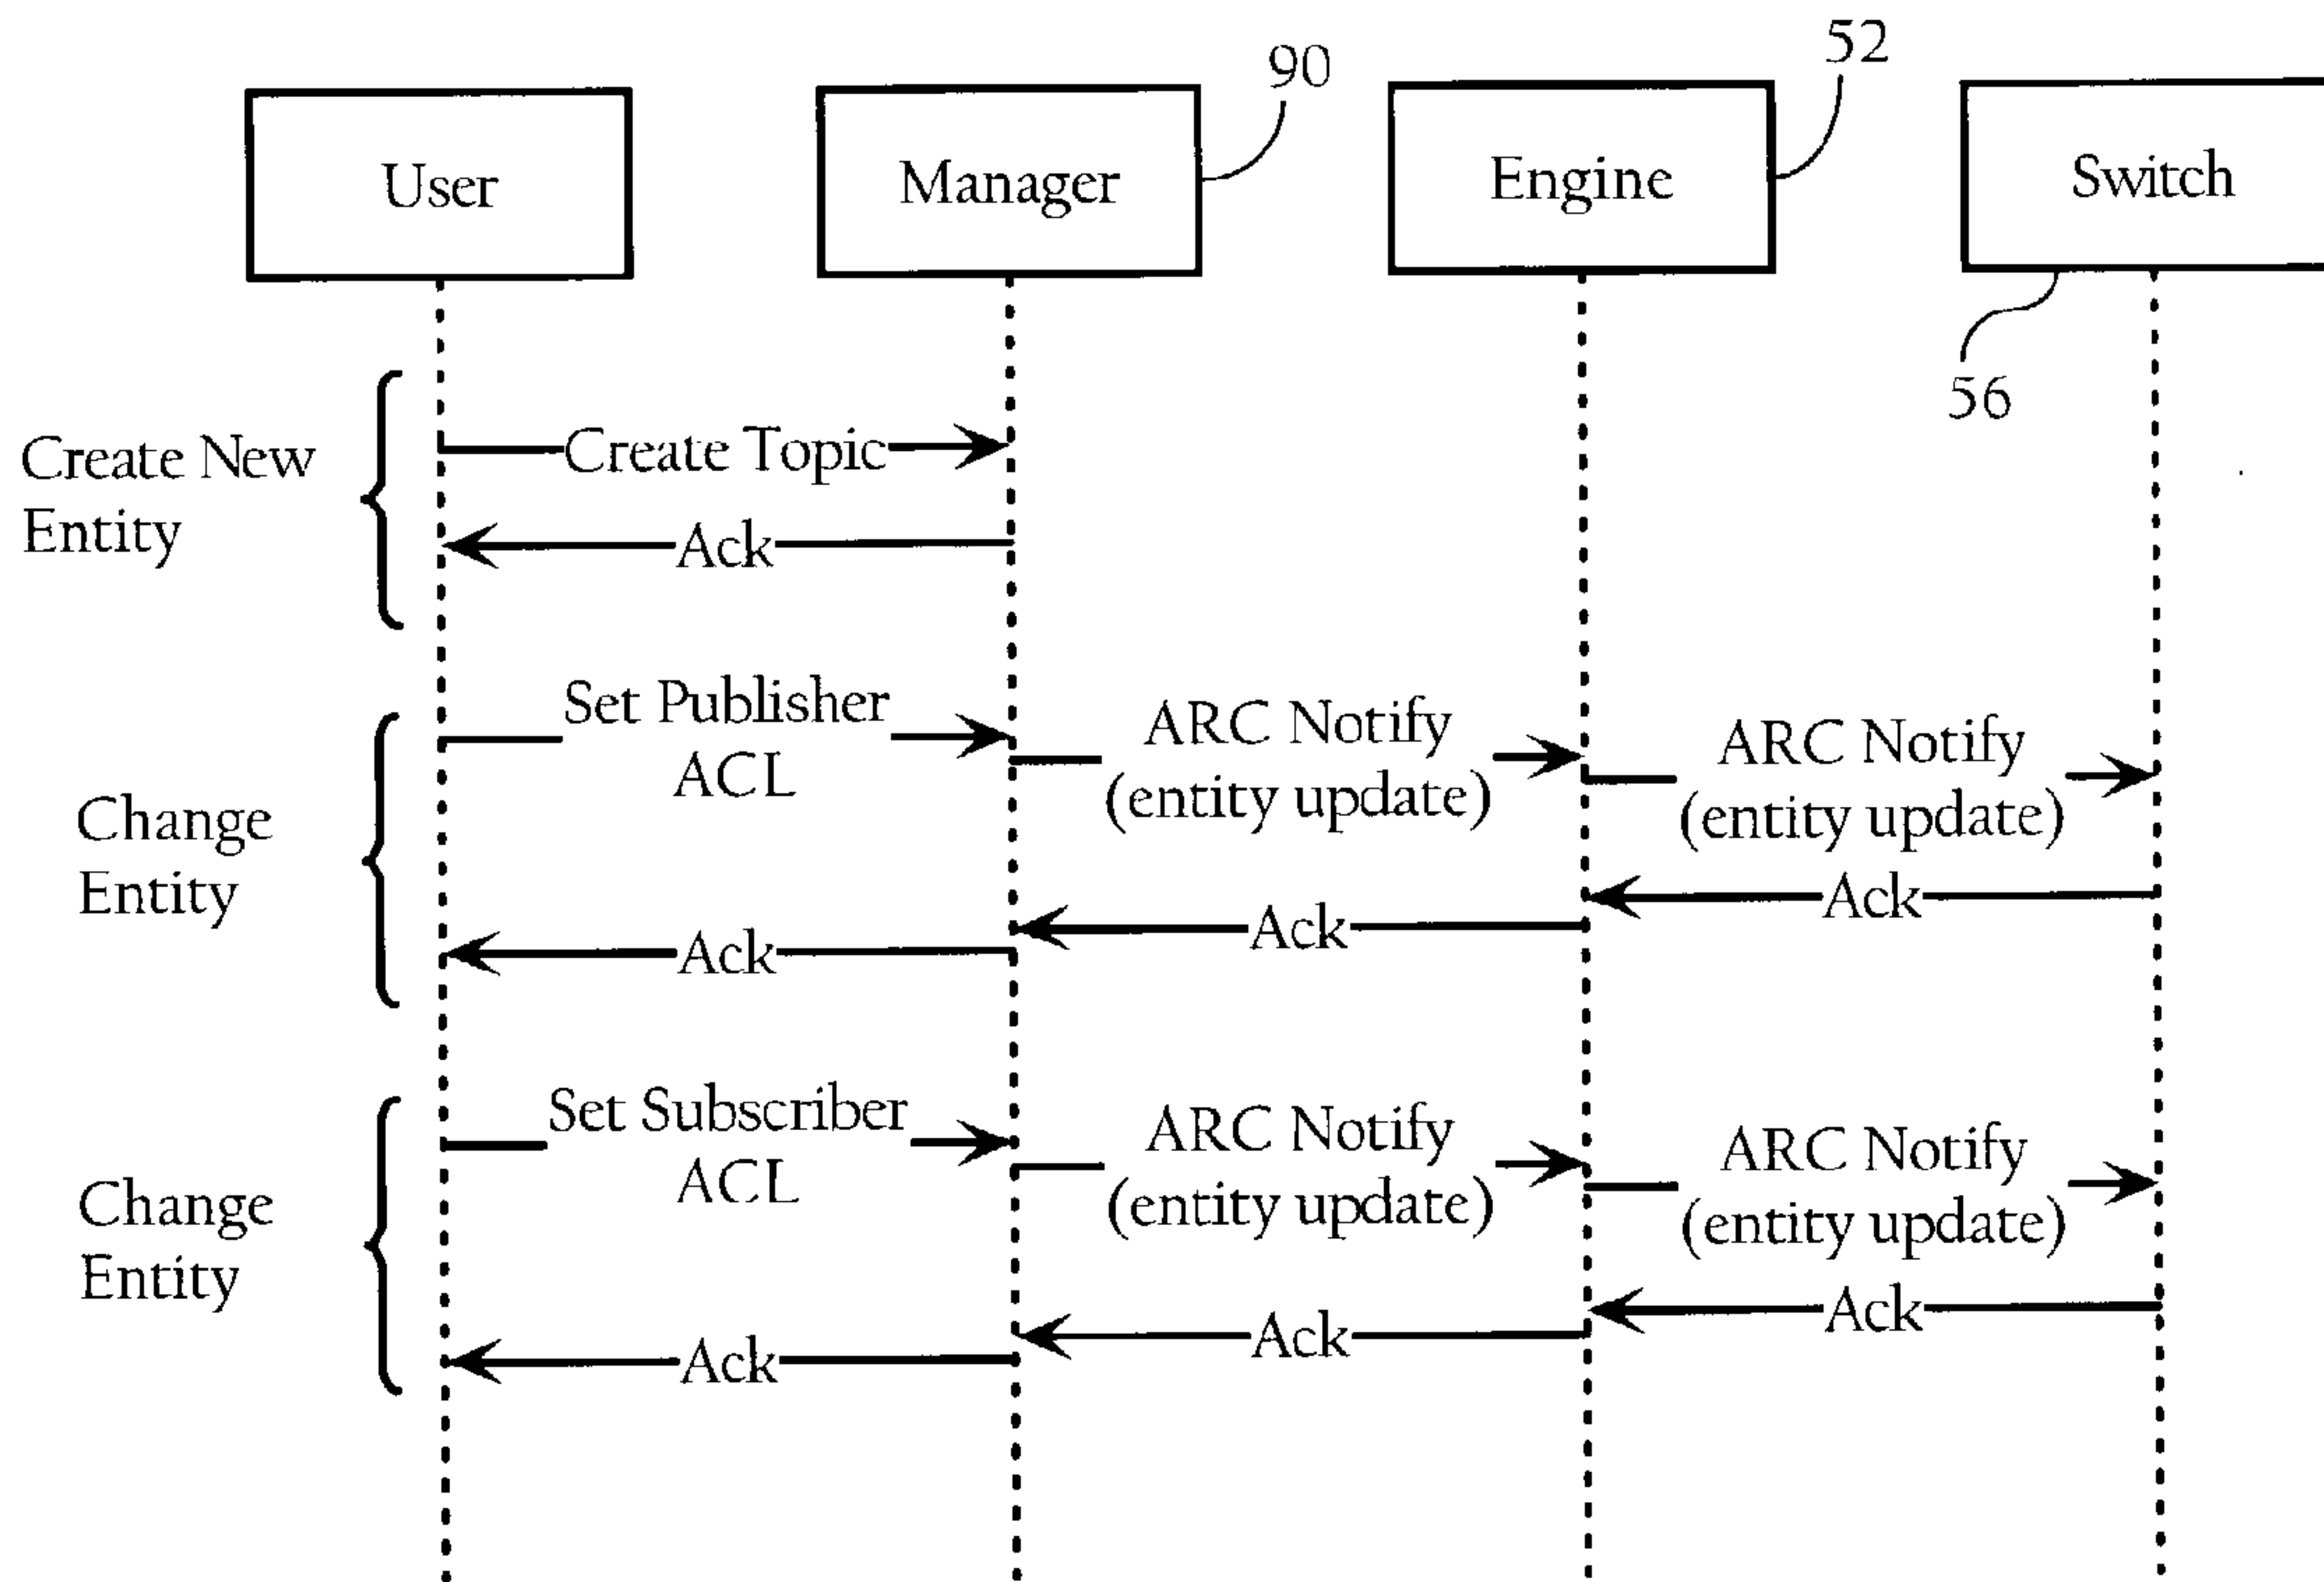 90
52
User
Manager
Engine
Switch
56
Create New
Entity
Create Topic
Ack
Change
Entity
Set Publisher
ACL
ARC Notify
(entity update)
ARC Notify
(entity update)
Ack
Ack
Ack
Change
Entity
Set Subscriber
ACL
ARC Notify
(entity update)
ARC Notify
(entity update)
Ack
Ack
Ack